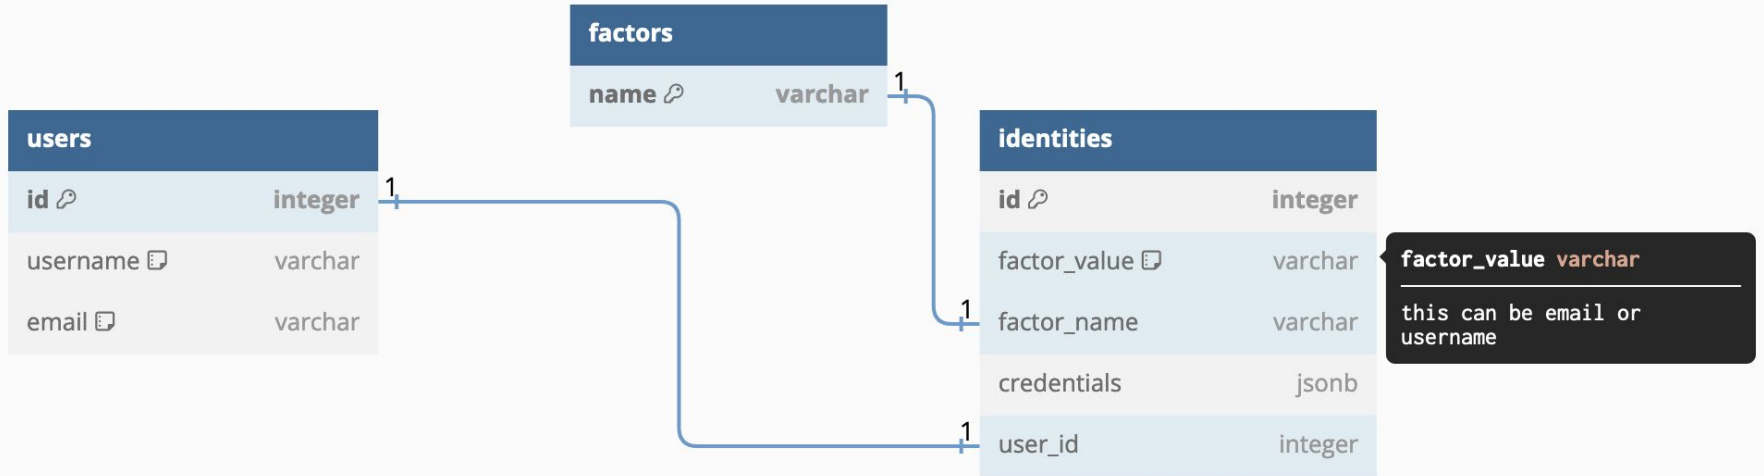 factors
name varchar
1
users
id integer
1
username varchar
email varchar
identities
id integer
factor_value varchar
1
factor_name varchar
credentials jsonb
1
user_id integer
factor_value varchar
this can be email or
username